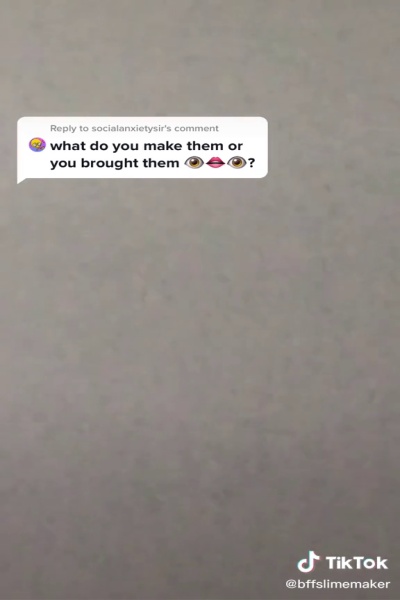 Reply to socialanxietysir's comment
what do you make them or
you brought them 👁👄👁?
TikTok
@bffslimemaker